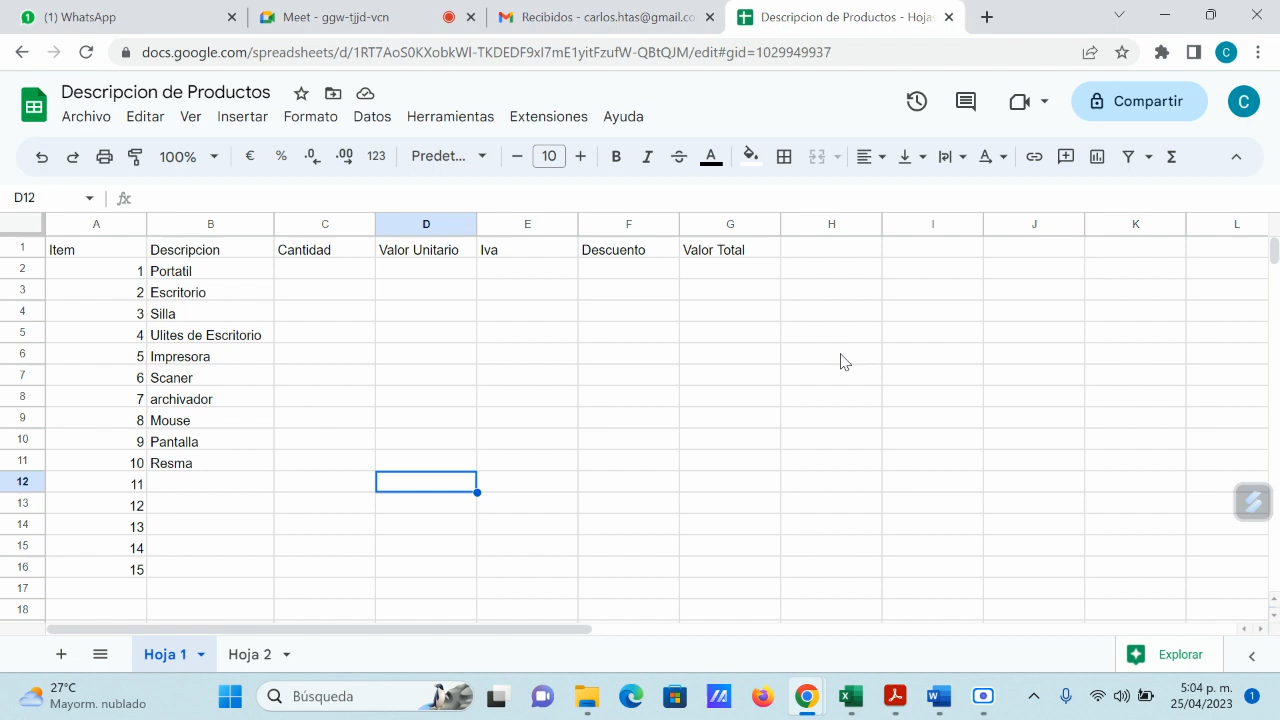 (1) WhatsApp
Meet - ggw-tjjd-vcn
Recibidos - carlos.htas@gmail.co
Descripcion de Productos - Hojas
docs.google.com/spreadsheets/d/1RT7AoS0KXobkWI-TKDEDF9xI7mE1yitFzufW-QBtQJM/edit#gid=1029949937
C
Descripcion de Productos
Compartir
C
Archivo Editar Ver Insertar Formato Datos Herramientas Extensiones Ayuda
100% € % .0 .00 123 Predet... − 10 + B I S A Σ
D12 fx
A B C D E F G H I J K L
1 Item Descripcion Cantidad Valor Unitario Iva Descuento Valor Total
2 1 Portatil
3 2 Escritorio
4 3 Silla
5 4 Ulites de Escritorio
6 5 Impresora
7 6 Scaner
8 7 archivador
9 8 Mouse
10 9 Pantalla
11 10 Resma
12 11
13 12
14 13
15 14
16 15
17
18
Hoja 1
Hoja 2
Explorar
27°C
Mayorm. nublado
Búsqueda
5:04 p. m.
25/04/2023
1